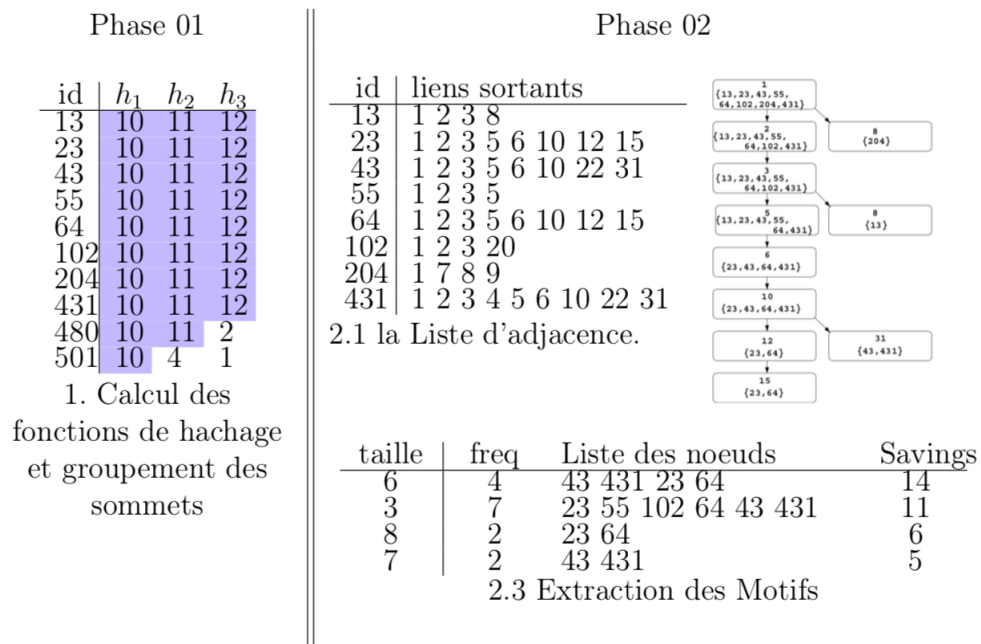 Phase 01
id h1 h2 h3
13 10 11 12
23 10 11 12
43 10 11 12
55 10 11 12
64 10 11 12
102 10 11 12
204 10 11 12
431 10 11 12
480 10 11 2
501 10 4 1
1. Calcul des
fonctions de hachage
et groupement des
sommets
Phase 02
id liens sortants
13 1 2 3 8
23 1 2 3 5 6 10 12 15
43 1 2 3 5 6 10 22 31
55 1 2 3 5
64 1 2 3 5 6 10 12 15
102 1 2 3 20
204 1 7 8 9
431 1 2 3 4 5 6 10 22 31
2.1 la Liste d'adjacence.
1
{13,23,43,55,
64,102,204,431}
2
{13,23,43,55,
64,102,431}
8
{204}
3
{13,23,43,55,
64,102,431}
5
{13,23,43,55,
64,431}
8
{13}
6
{23,43,64,431}
10
{23,43,64,431}
12
{23,64}
31
{43,431}
15
{23,64}
taille freq Liste des noeuds Savings
6 4 43 431 23 64 14
3 7 23 55 102 64 43 431 11
8 2 23 64 6
7 2 43 431 5
2.3 Extraction des Motifs